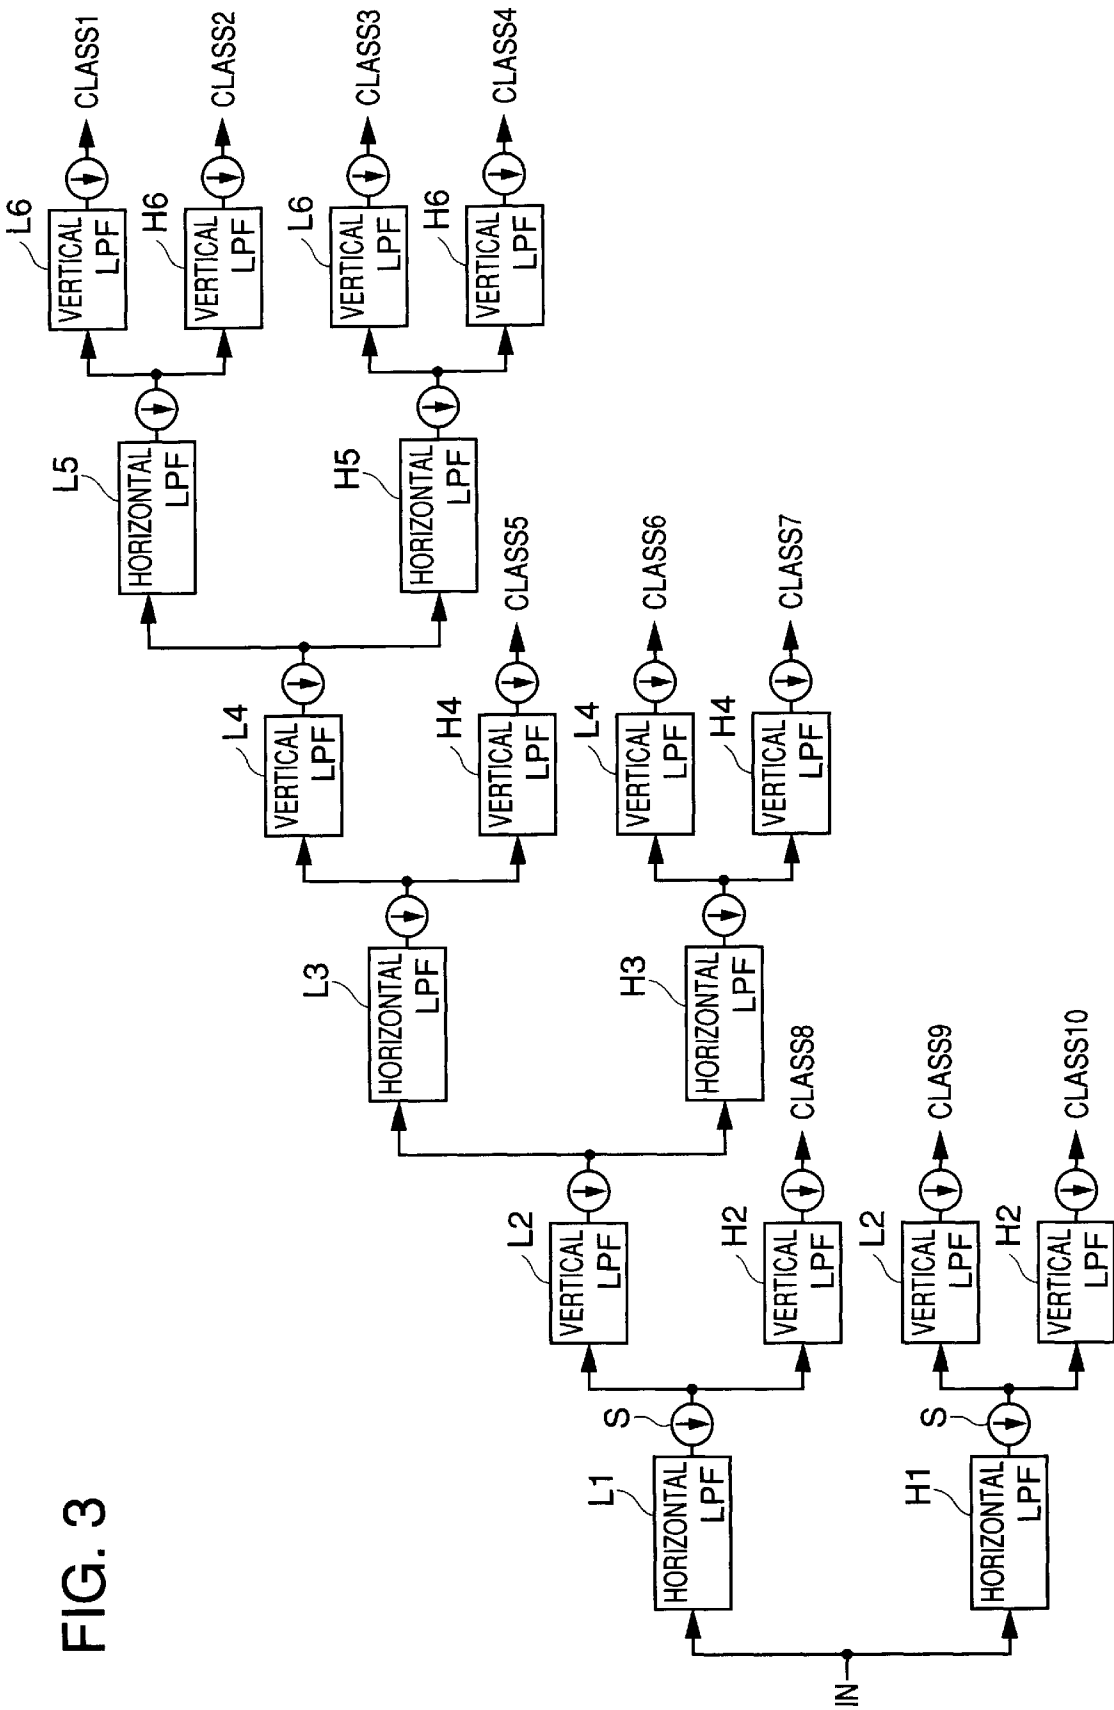 FIG. 3
IN
L1
HORIZONTAL
LPF
S
H1
HORIZONTAL
LPF
S
L2
VERTICAL
LPF
H2
VERTICAL
LPF
CLASS8
L2
VERTICAL
LPF
CLASS9
H2
VERTICAL
LPF
CLASS10
L3
HORIZONTAL
LPF
H3
HORIZONTAL
LPF
L4
VERTICAL
LPF
H4
VERTICAL
LPF
CLASS5
L4
VERTICAL
LPF
CLASS6
H4
VERTICAL
LPF
CLASS7
L5
HORIZONTAL
LPF
H5
HORIZONTAL
LPF
L6
VERTICAL
LPF
CLASS1
H6
VERTICAL
LPF
CLASS2
L6
VERTICAL
LPF
CLASS3
H6
VERTICAL
LPF
CLASS4